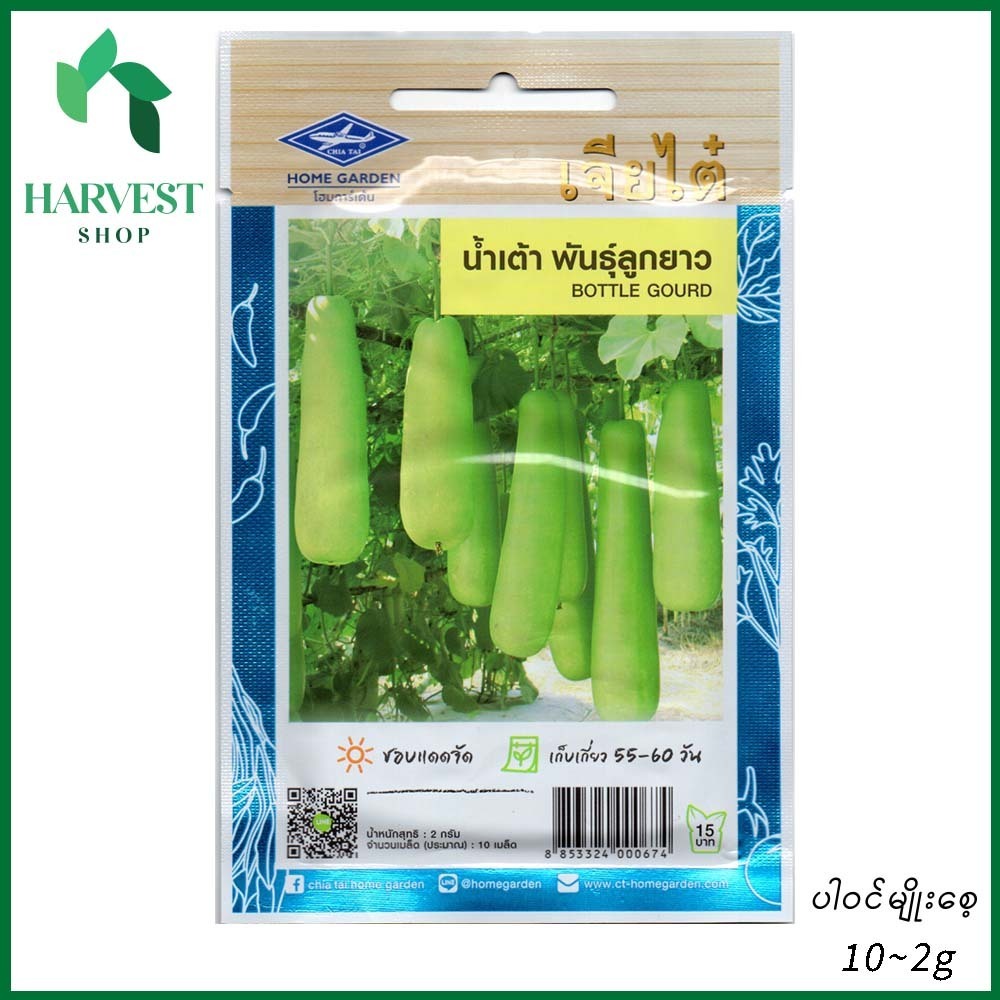 HARVEST
SHOP
CHIA TAI
HOME GARDEN
โฮมการ์เด้น
เจียไต๋
น้ำเต้า พันธุ์ลูกยาว
BOTTLE GOURD
ชอบแดดจัด
เก็บเกี่ยว 55-60 วัน
LINE
น้ำหนักสุทธิ : 2 กรัม
จำนวนเมล็ด (ประมาณ) : 10 เมล็ด
8 853324 000674
15
บาท
chia tai home garden
LINE
@homegarden
www.ct-homegarden.com
ပါဝင်မျိုးစေ့
10~2g